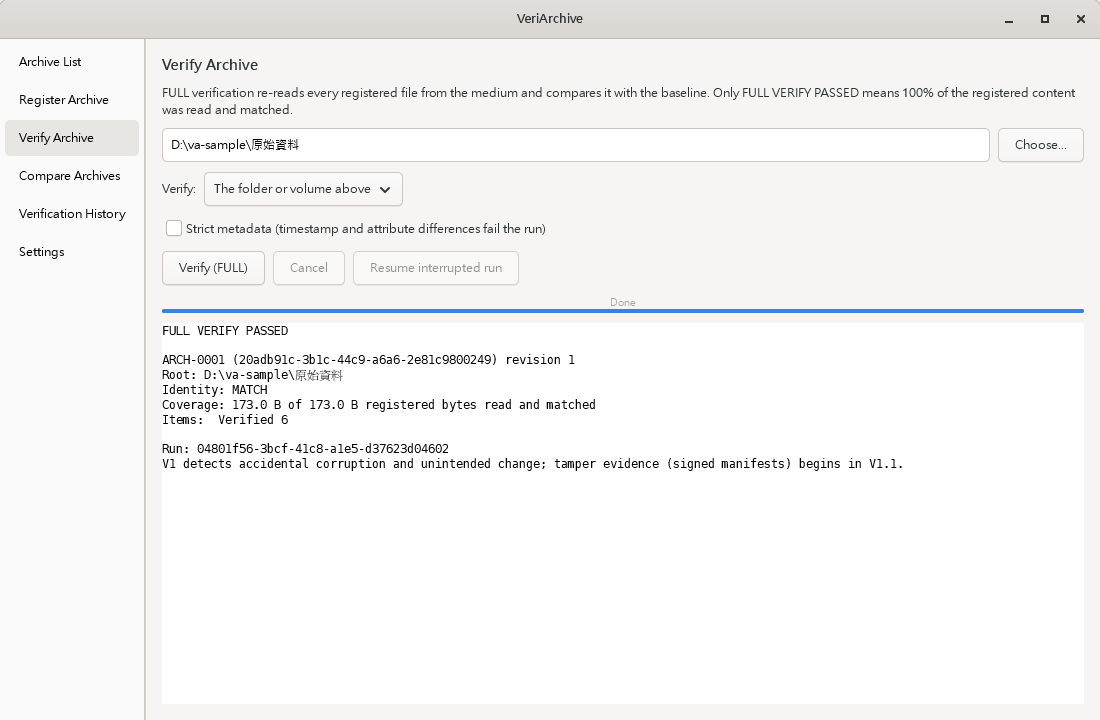 VeriArchive
Archive List
Register Archive
Verify Archive
Compare Archives
Verification History
Settings
Verify Archive
FULL verification re-reads every registered file from the medium and compares it with the baseline. Only FULL VERIFY PASSED means 100% of the registered content
was read and matched.
D:\va-sample\原始資料
Choose...
Verify:
The folder or volume above
Strict metadata (timestamp and attribute differences fail the run)
Verify (FULL)
Cancel
Resume interrupted run
Done
FULL VERIFY PASSED
ARCH-0001 (20adb91c-3b1c-44c9-a6a6-2e81c9800249) revision 1
Root: D:\va-sample\原始資料
Identity: MATCH
Coverage: 173.0 B of 173.0 B registered bytes read and matched
Items:  Verified 6
Run: 04801f56-3bcf-41c8-a1e5-d37623d04602
V1 detects accidental corruption and unintended change; tamper evidence (signed manifests) begins in V1.1.